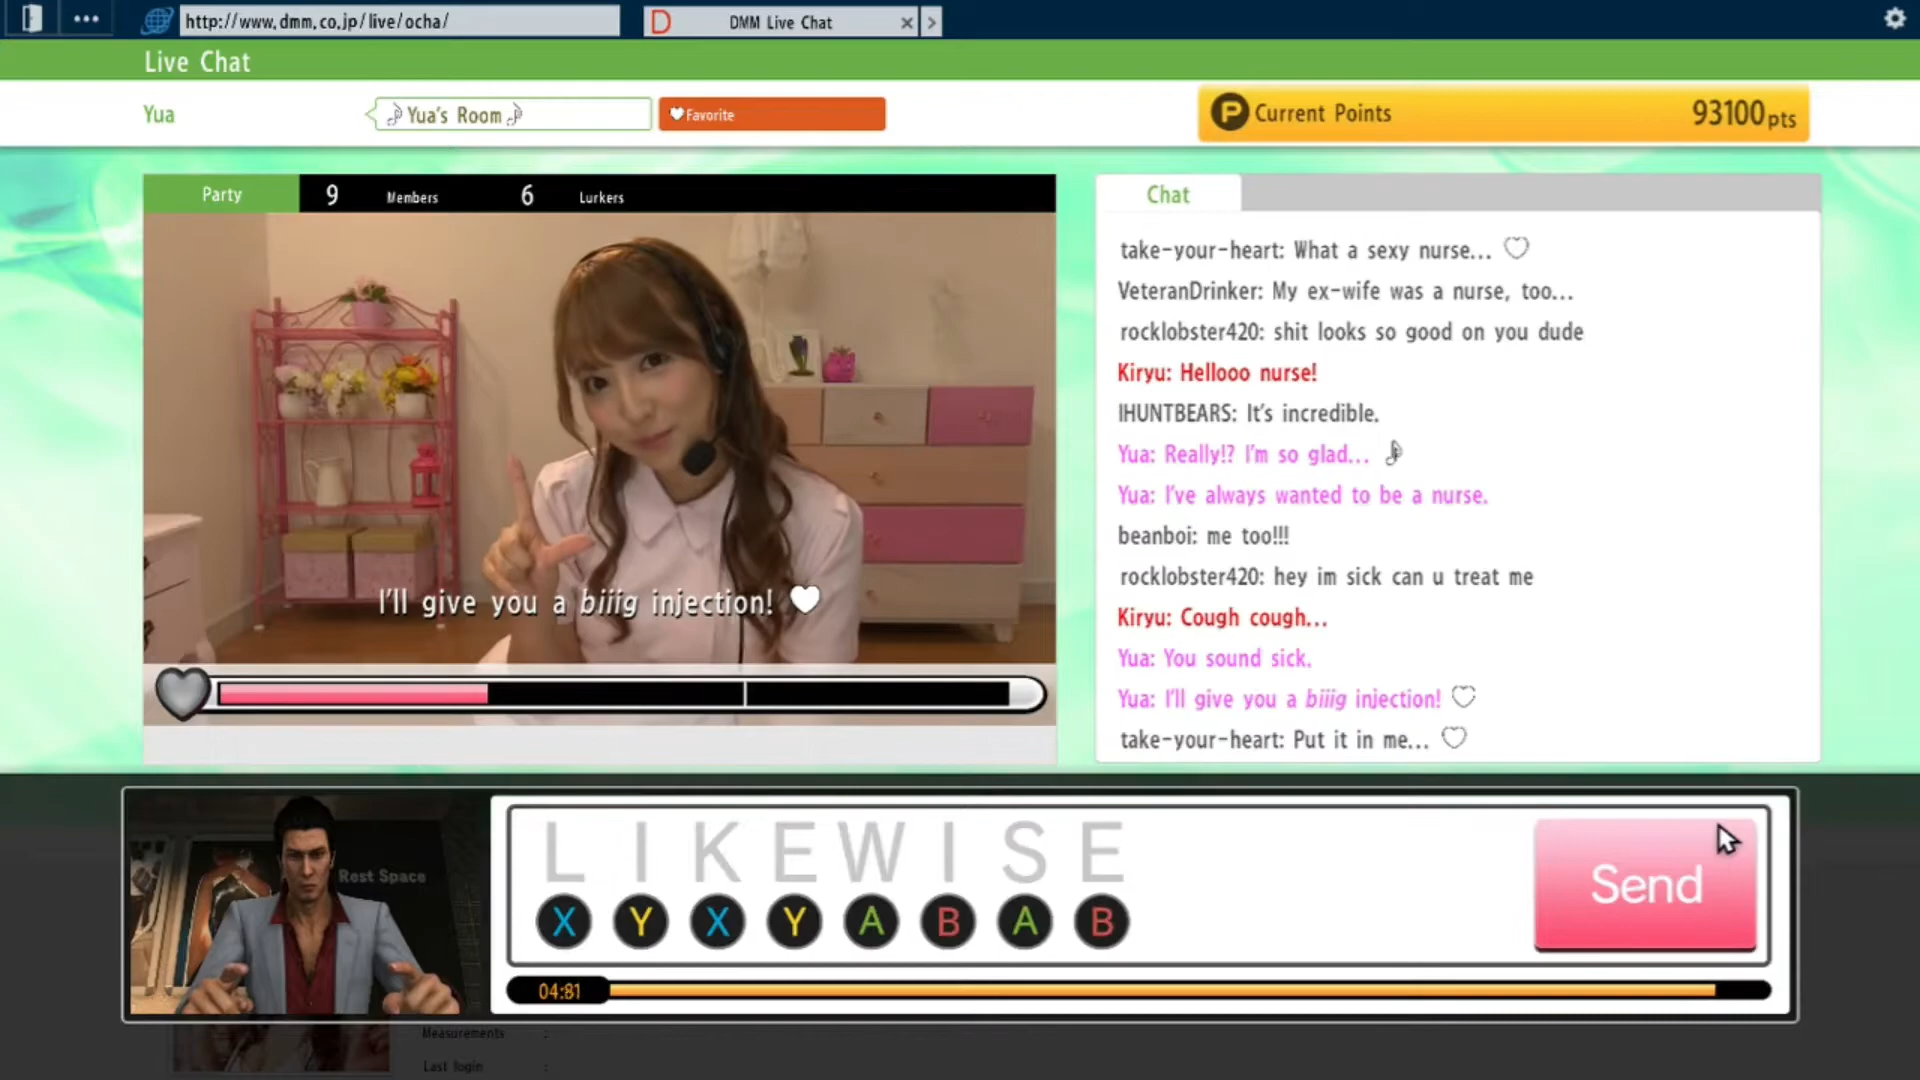 http://www.dmm.co.jp/live/ocha/
D DMM Live Chat
Live Chat
Yua
Yua's Room
Favorite
P Current Points 93100pts
Party 9 Members 6 Lurkers
I'll give you a biiig injection!
Chat
take-your-heart: What a sexy nurse...
VeteranDrinker: My ex-wife was a nurse, too...
rocklobster420: shit looks so good on you dude
Kiryu: Hellooo nurse!
IHUNTBEARS: It's incredible.
Yua: Really!? I'm so glad...
Yua: I've always wanted to be a nurse.
beanboi: me too!!!
rocklobster420: hey im sick can u treat me
Kiryu: Cough cough...
Yua: You sound sick.
Yua: I'll give you a biiig injection!
take-your-heart: Put it in me...
Rest Space
LIKEWISE
X Y X Y A B A B
Send
04:81
Measurements :
Last login :